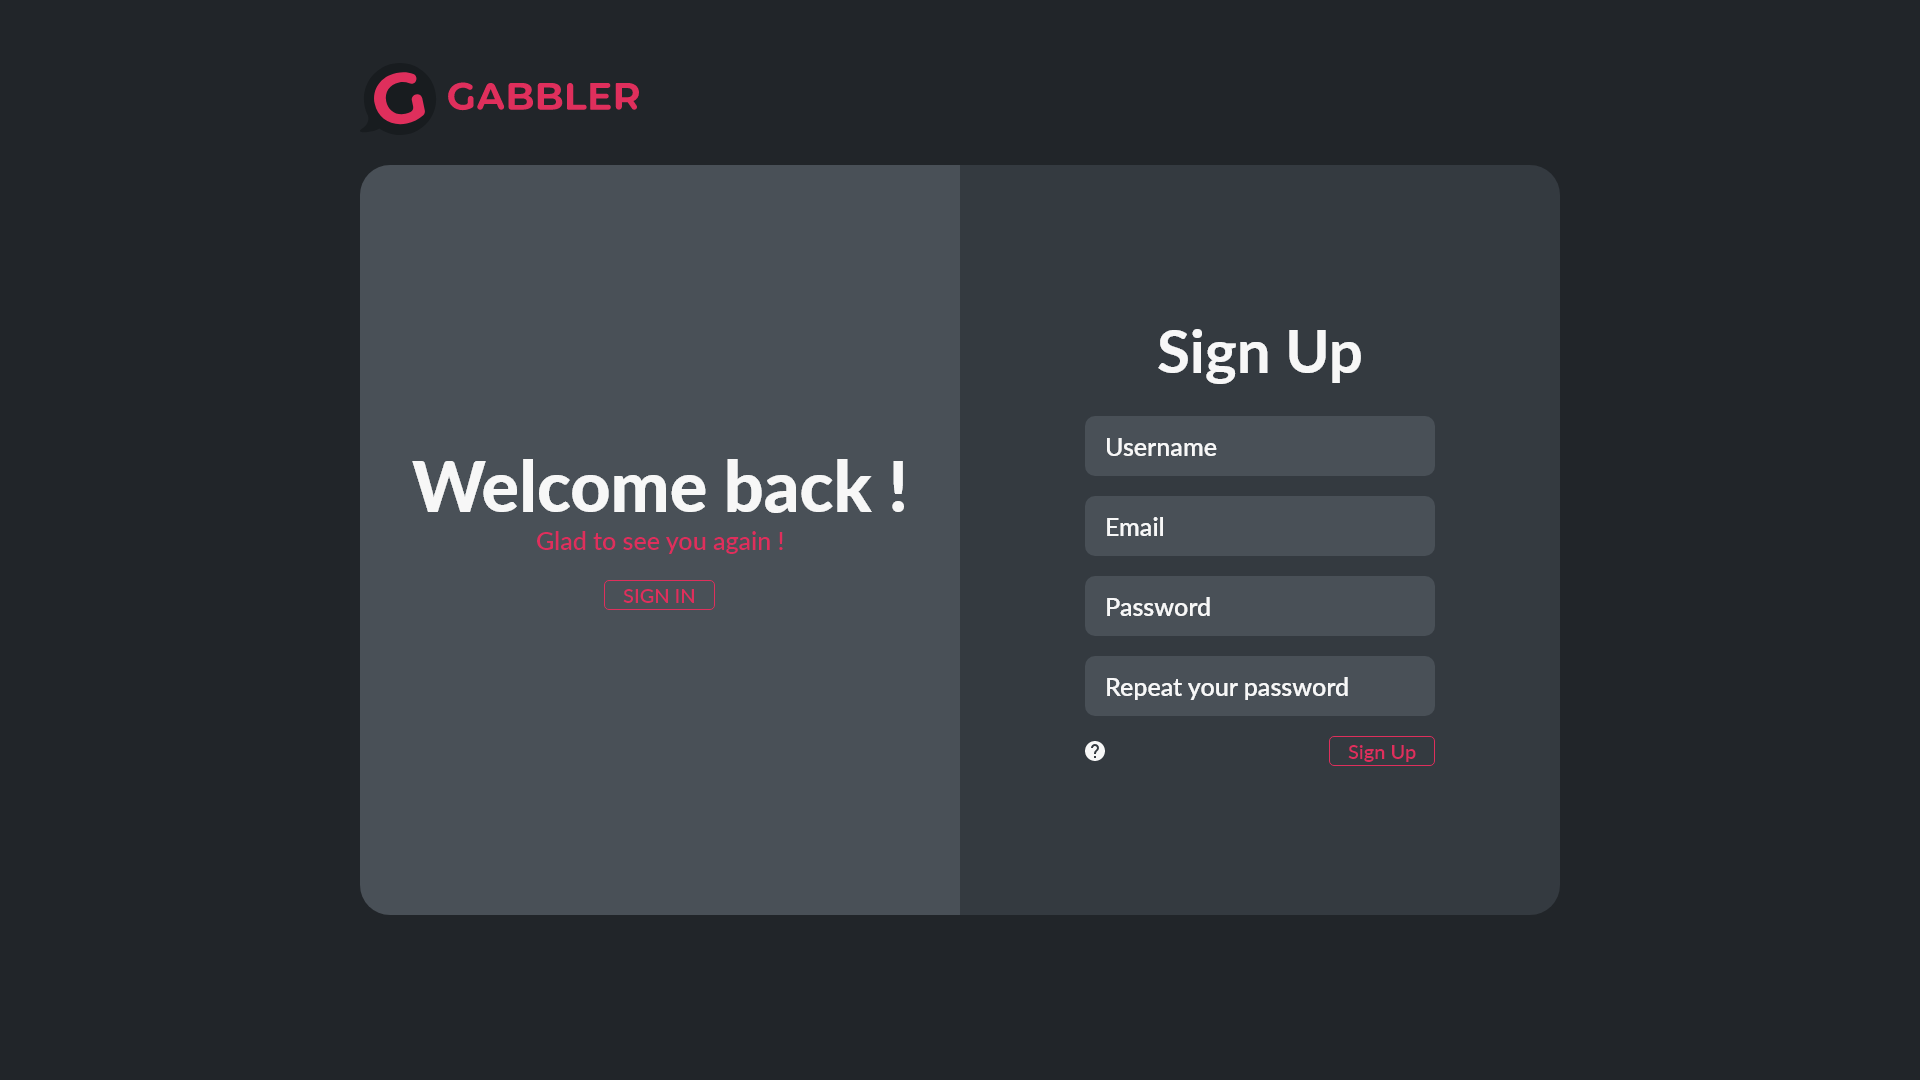 GABBLER
Welcome back !
Glad to see you again !
SIGN IN
Sign Up
Username
Email
Password
Repeat your password
?
Sign Up